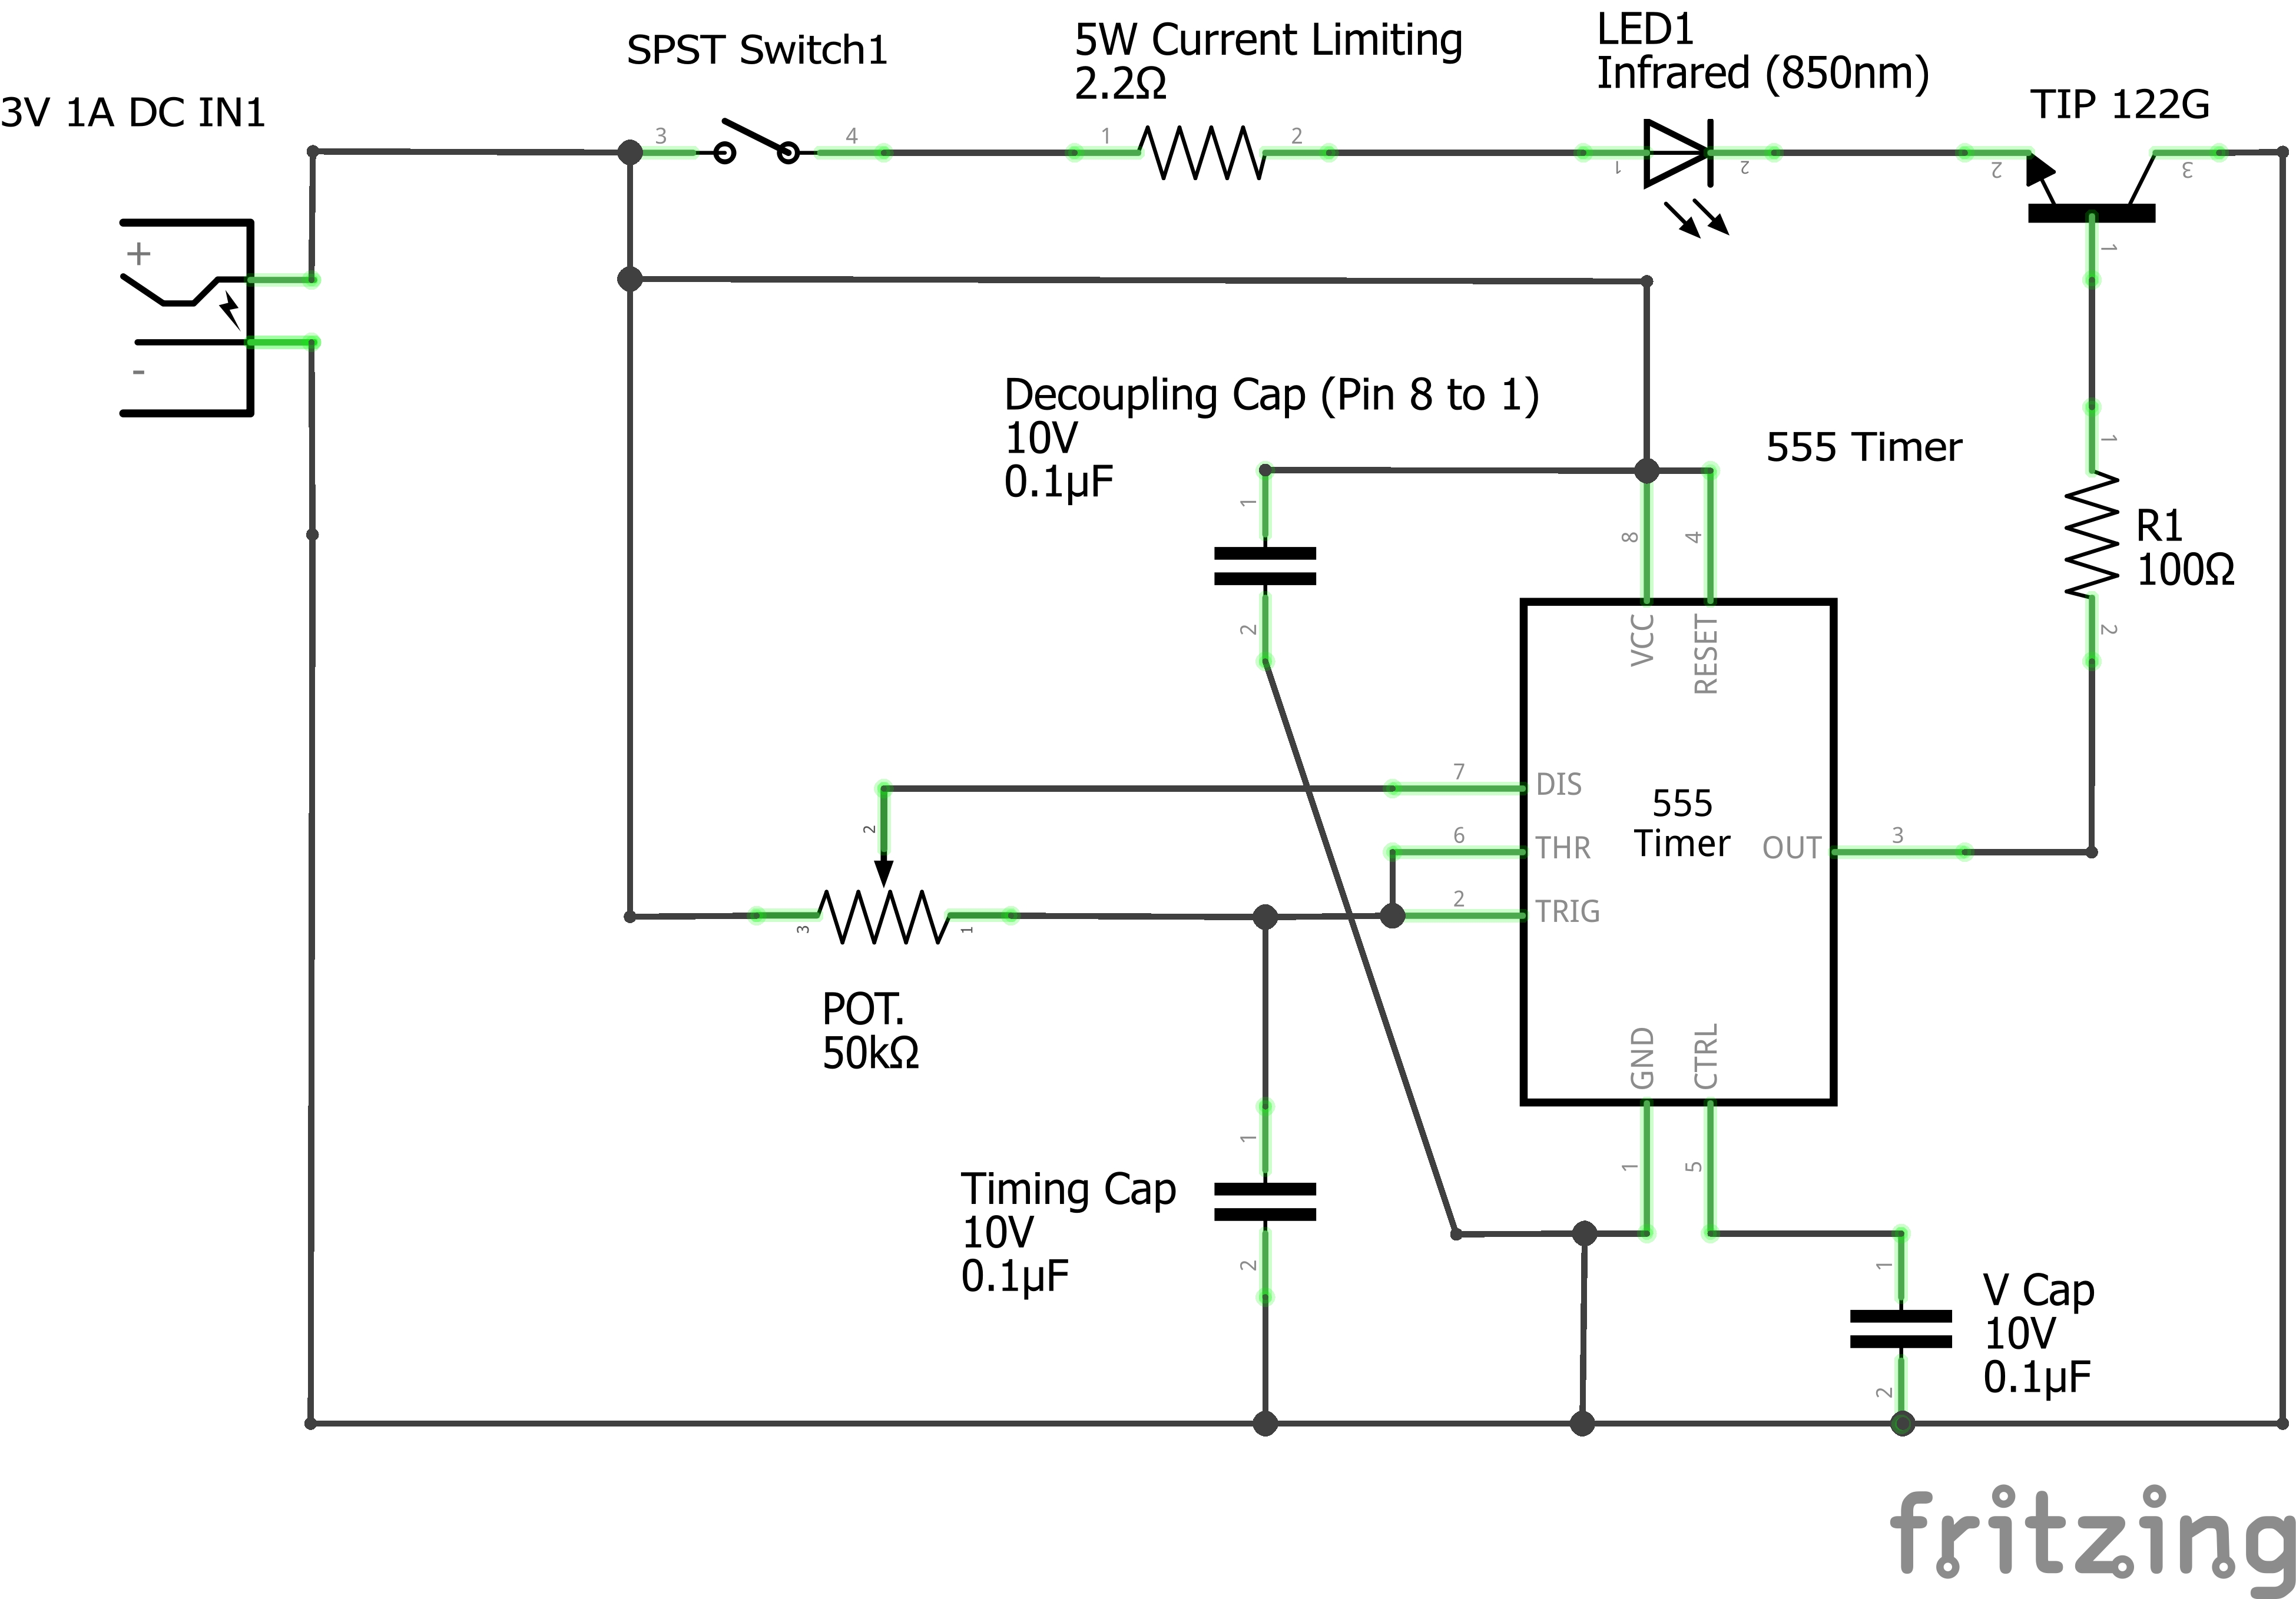 SPST Switch1
5W Current Limiting
2.2Ω
LED1
Infrared (850nm)
TIP 122G
3V 1A DC IN1
3
4
1
2
1
2
2
3
+
-
1
Decoupling Cap (Pin 8 to 1)
10V
0.1µF
555 Timer
1
1
8
4
R1
100Ω
2
2
VCC
RESET
7
DIS
2
555
Timer
6
THR
OUT
3
2
TRIG
3
1
POT.
50kΩ
GND
CTRL
1
1
5
Timing Cap
10V
0.1µF
2
1
V Cap
10V
0.1µF
2
fritzing